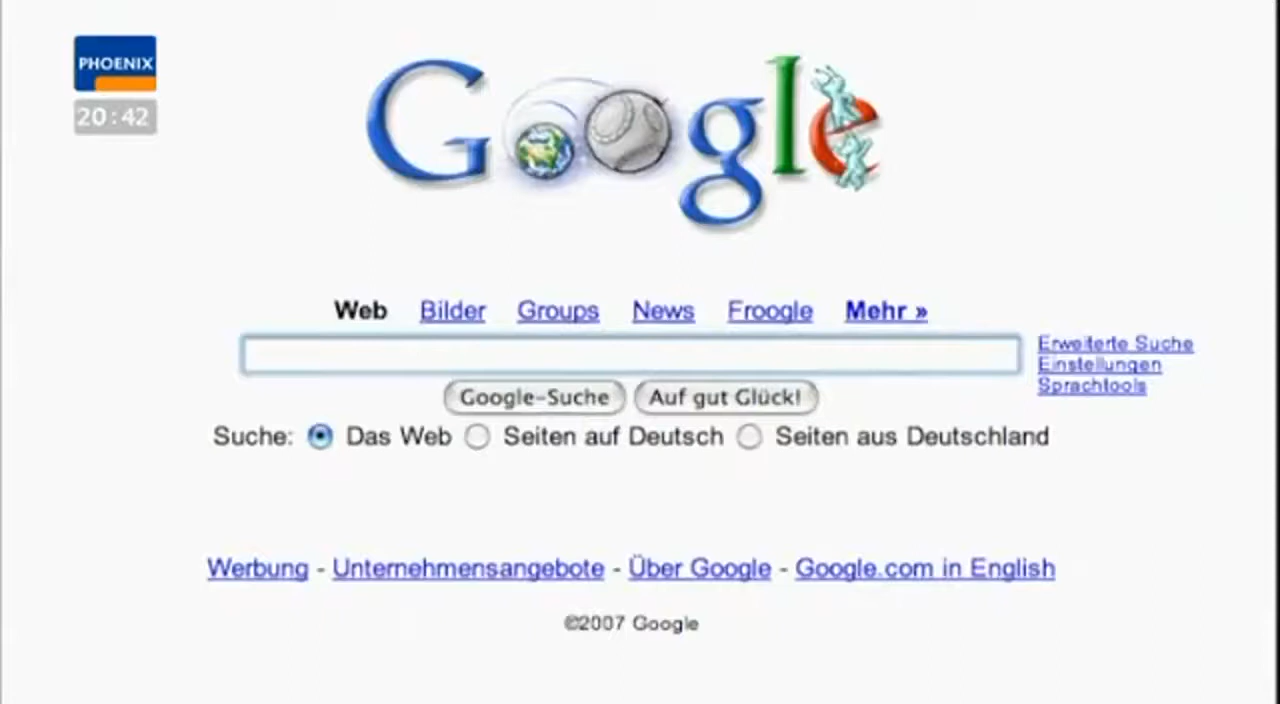 PHOENIX
20:42
Google
Web Bilder Groups News Froogle Mehr »
Erweiterte Suche
Einstellungen
Sprachtools
Google-Suche Auf gut Glück!
Suche: Das Web Seiten auf Deutsch Seiten aus Deutschland
Werbung - Unternehmensangebote - Über Google - Google.com in English
©2007 Google